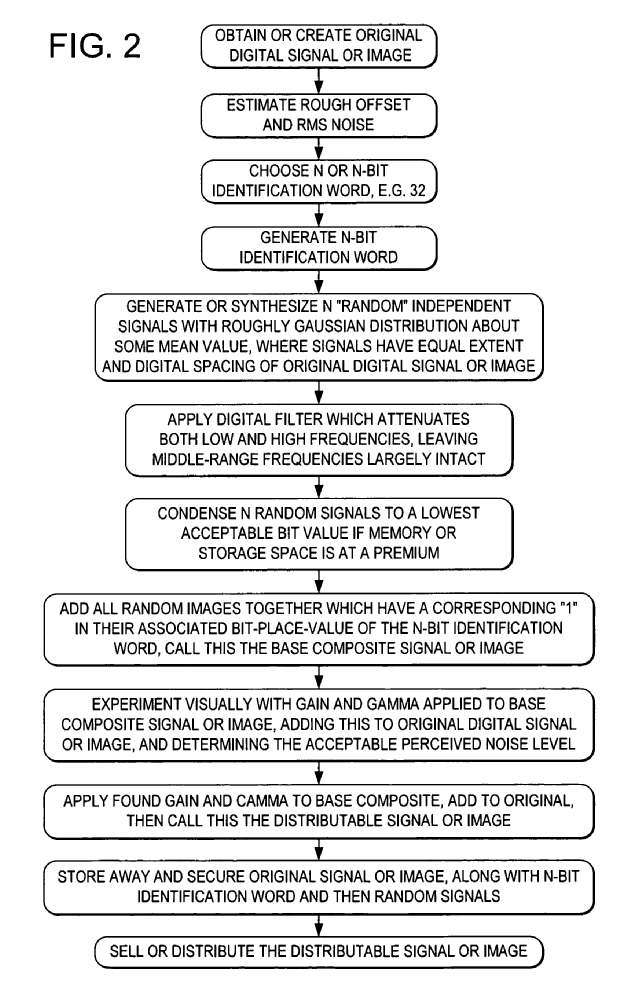 FIG. 2
OBTAIN OR CREATE ORIGINAL
DIGITAL SIGNAL OR IMAGE
ESTIMATE ROUGH OFFSET
AND RMS NOISE
CHOOSE N OR N-BIT
IDENTIFICATION WORD, E.G. 32
GENERATE N-BIT
IDENTIFICATION WORD
GENERATE OR SYNTHESIZE N "RANDOM" INDEPENDENT
SIGNALS WITH ROUGHLY GAUSSIAN DISTRIBUTION ABOUT
SOME MEAN VALUE, WHERE SIGNALS HAVE EQUAL EXTENT
AND DIGITAL SPACING OF ORIGINAL DIGITAL SIGNAL OR IMAGE
APPLY DIGITAL FILTER WHICH ATTENUATES
BOTH LOW AND HIGH FREQUENCIES, LEAVING
MIDDLE-RANGE FREQUENCIES LARGELY INTACT
CONDENSE N RANDOM SIGNALS TO A LOWEST
ACCEPTABLE BIT VALUE IF MEMORY OR
STORAGE SPACE IS AT A PREMIUM
ADD ALL RANDOM IMAGES TOGETHER WHICH HAVE A CORRESPONDING "1"
IN THEIR ASSOCIATED BIT-PLACE-VALUE OF THE N-BIT IDENTIFICATION
WORD, CALL THIS THE BASE COMPOSITE SIGNAL OR IMAGE
EXPERIMENT VISUALLY WITH GAIN AND GAMMA APPLIED TO BASE
COMPOSITE SIGNAL OR IMAGE, ADDING THIS TO ORIGINAL DIGITAL SIGNAL
OR IMAGE, AND DETERMINING THE ACCEPTABLE PERCEIVED NOISE LEVEL
APPLY FOUND GAIN AND CAMMA TO BASE COMPOSITE, ADD TO ORIGINAL,
THEN CALL THIS THE DISTRIBUTABLE SIGNAL OR IMAGE
STORE AWAY AND SECURE ORIGINAL SIGNAL OR IMAGE, ALONG WITH N-BIT
IDENTIFICATION WORD AND THEN RANDOM SIGNALS
SELL OR DISTRIBUTE THE DISTRIBUTABLE SIGNAL OR IMAGE